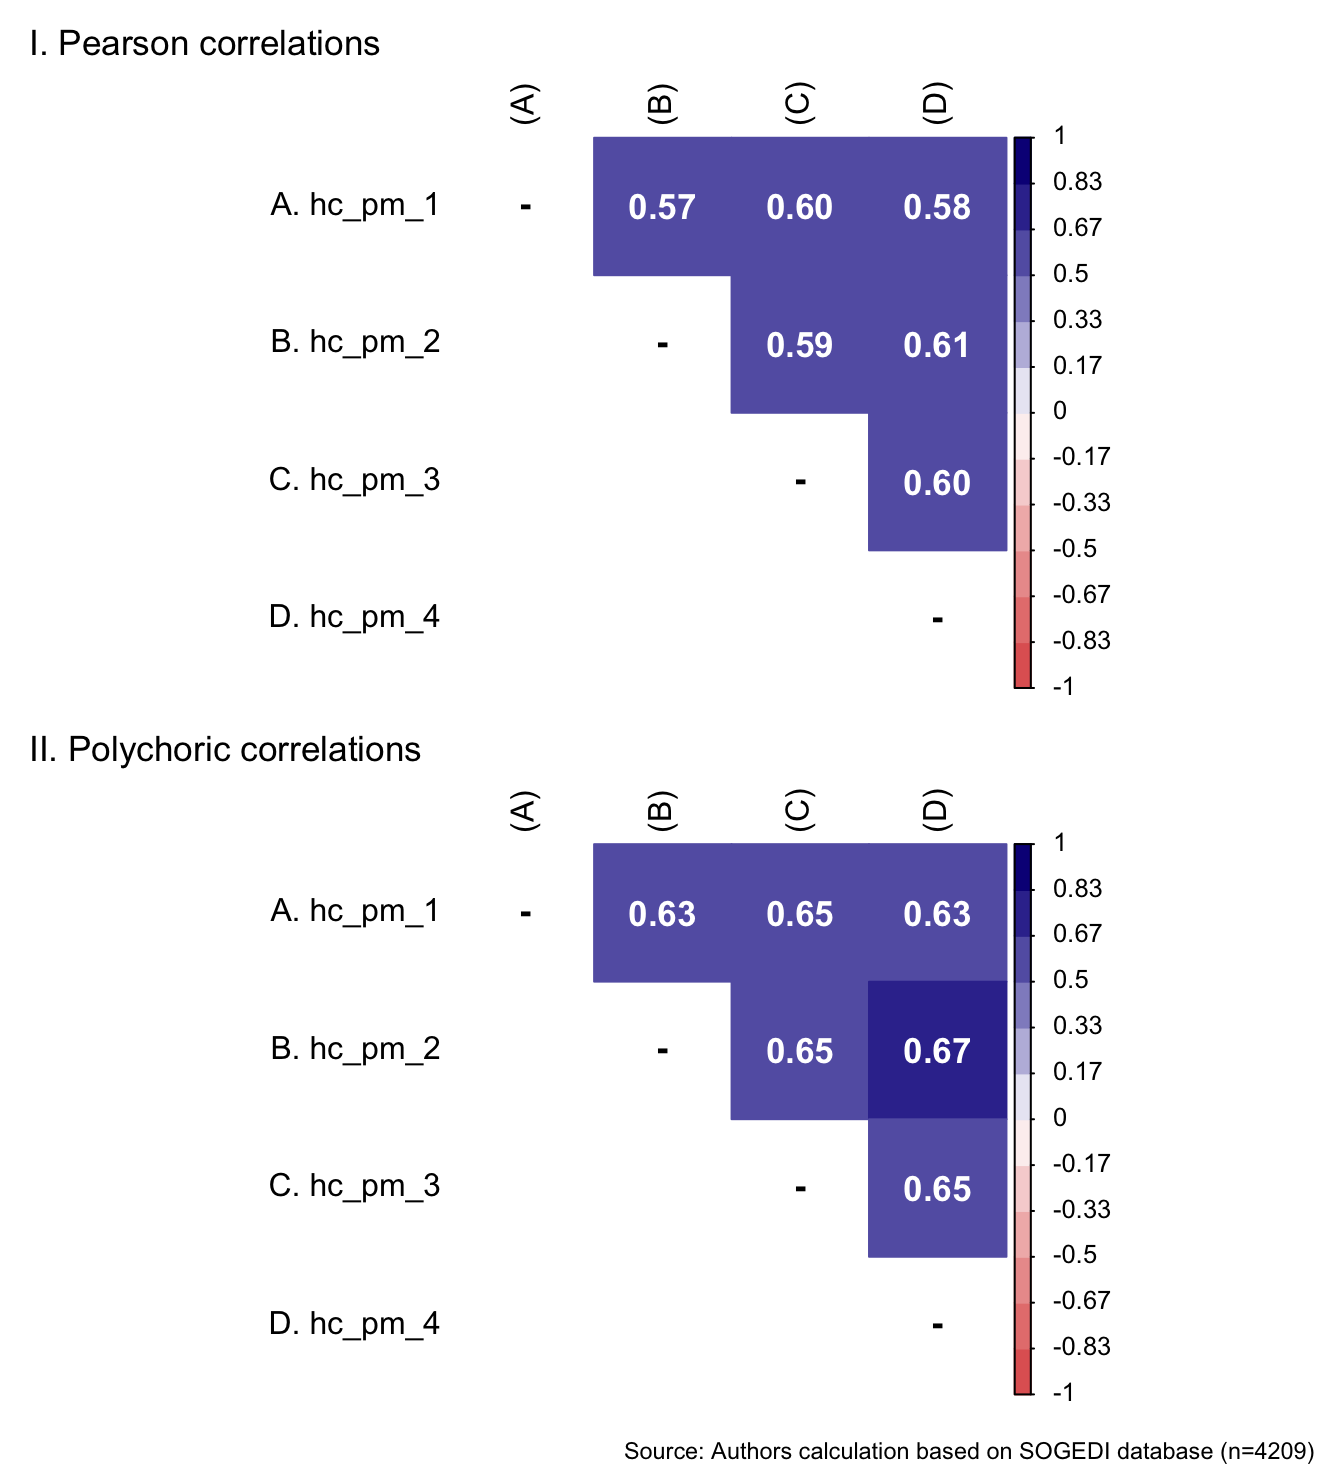 I. Pearson correlations
(A) (B) (C) (D)
A. hc_pm_1 - 0.57 0.60 0.58
B. hc_pm_2 - 0.59 0.61
C. hc_pm_3 - 0.60
D. hc_pm_4 -
1
0.83
0.67
0.5
0.33
0.17
0
-0.17
-0.33
-0.5
-0.67
-0.83
-1
II. Polychoric correlations
(A) (B) (C) (D)
A. hc_pm_1 - 0.63 0.65 0.63
B. hc_pm_2 - 0.65 0.67
C. hc_pm_3 - 0.65
D. hc_pm_4 -
1
0.83
0.67
0.5
0.33
0.17
0
-0.17
-0.33
-0.5
-0.67
-0.83
-1
Source: Authors calculation based on SOGEDI database (n=4209)